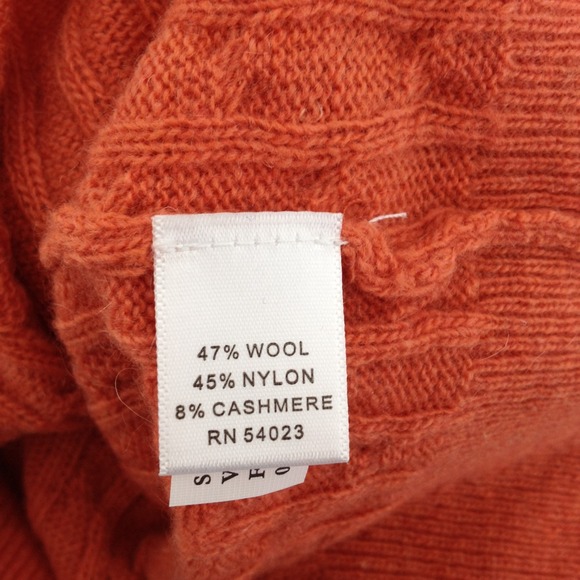 47% WOOL
45% NYLON
8% CASHMERE
RN 54023